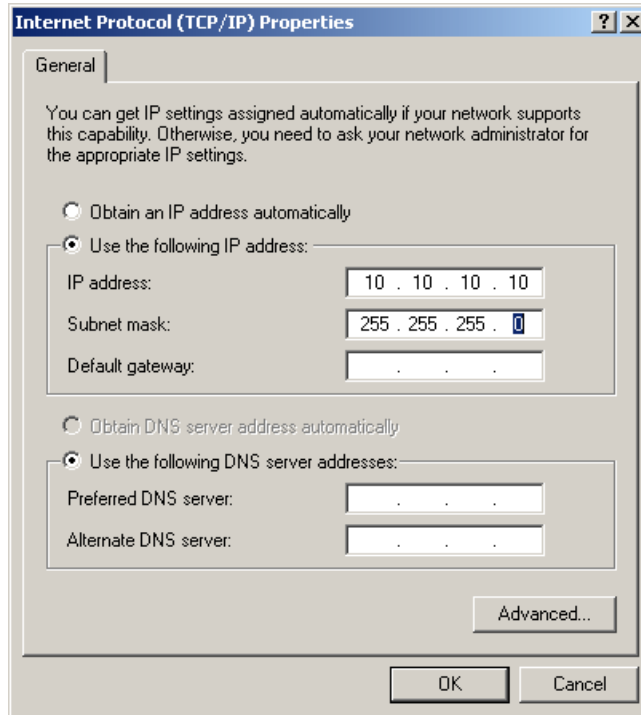 Internet Protocol (TCP/IP) Properties
General
You can get IP settings assigned automatically if your network supports
this capability. Otherwise, you need to ask your network administrator for
the appropriate IP settings.
Obtain an IP address automatically
Use the following IP address:
IP address: 10 . 10 . 10 . 10
Subnet mask: 255 . 255 . 255 . 0
Default gateway: . . .
Obtain DNS server address automatically
Use the following DNS server addresses:
Preferred DNS server: . . .
Alternate DNS server: . . .
Advanced...
OK Cancel